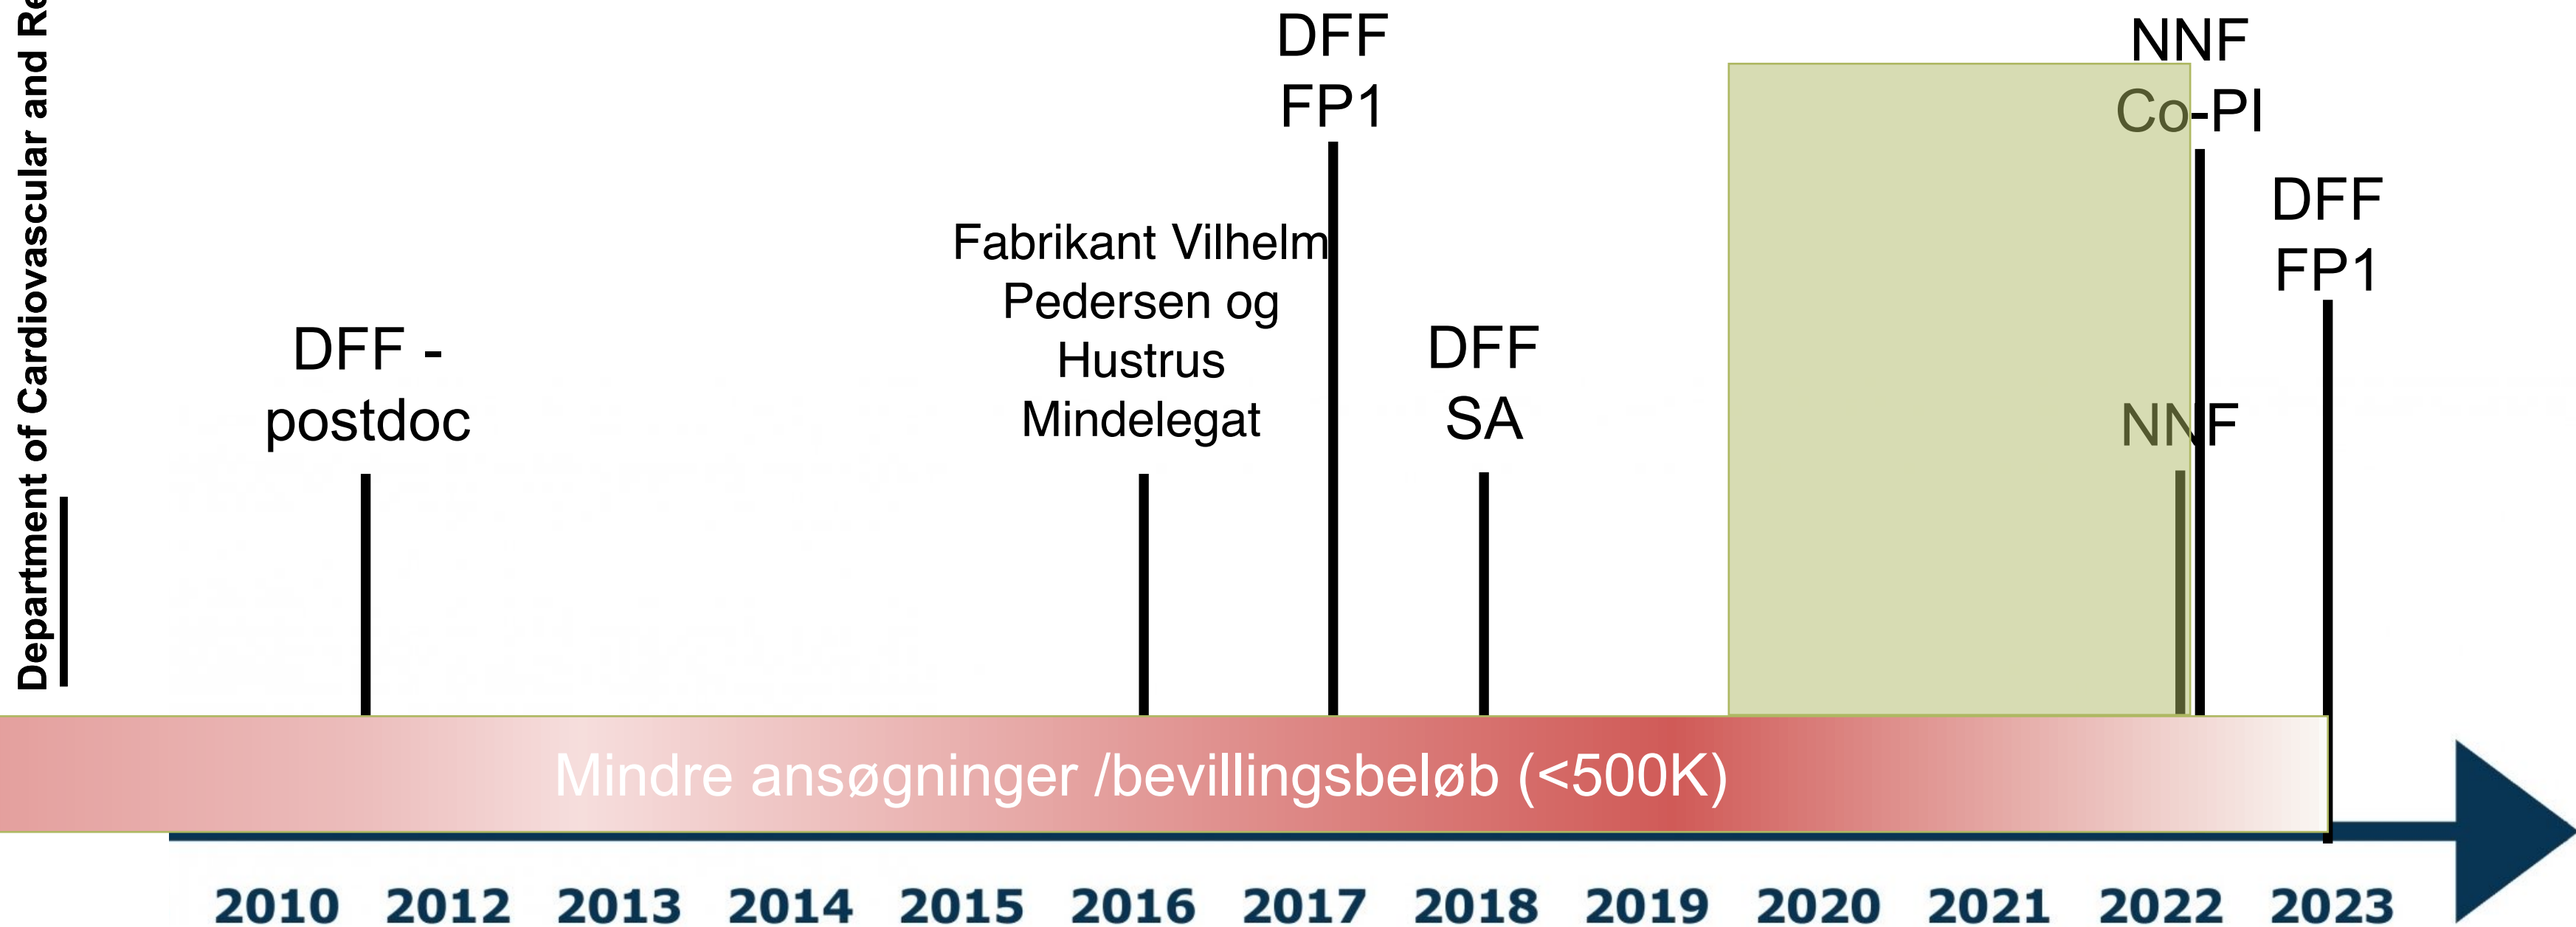 Department of Cardiovascular and Re
DFF -
postdoc
Fabrikant Vilhelm
Pedersen og
Hustrus
Mindelegat
DFF
FP1
DFF
SA
NNF
Co-PI
NNF
DFF
FP1
Mindre ansøgninger /bevillingsbeløb (<500K)
2010 2012 2013 2014 2015 2016 2017 2018 2019 2020 2021 2022 2023